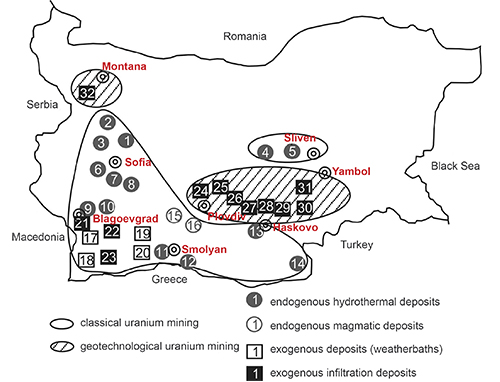 Romania
Montana
32
Serbia
2
1
3
Sofia
6
7
8
Sliven
4
5
Yambol
Black Sea
24
25
31
26
27
28
29
30
9
10
15
Plovdiv
21
Blagoevgrad
16
13
Haskovo
Macedonia
17
22
19
Turkey
18
23
20
11
Smolyan
12
14
Greece
1 endogenous hydrothermal deposits
classical uranium mining
1 endogenous magmatic deposits
geotechnological uranium mining
1 exogenous deposits (weatherbaths)
1 exogenous infiltration deposits